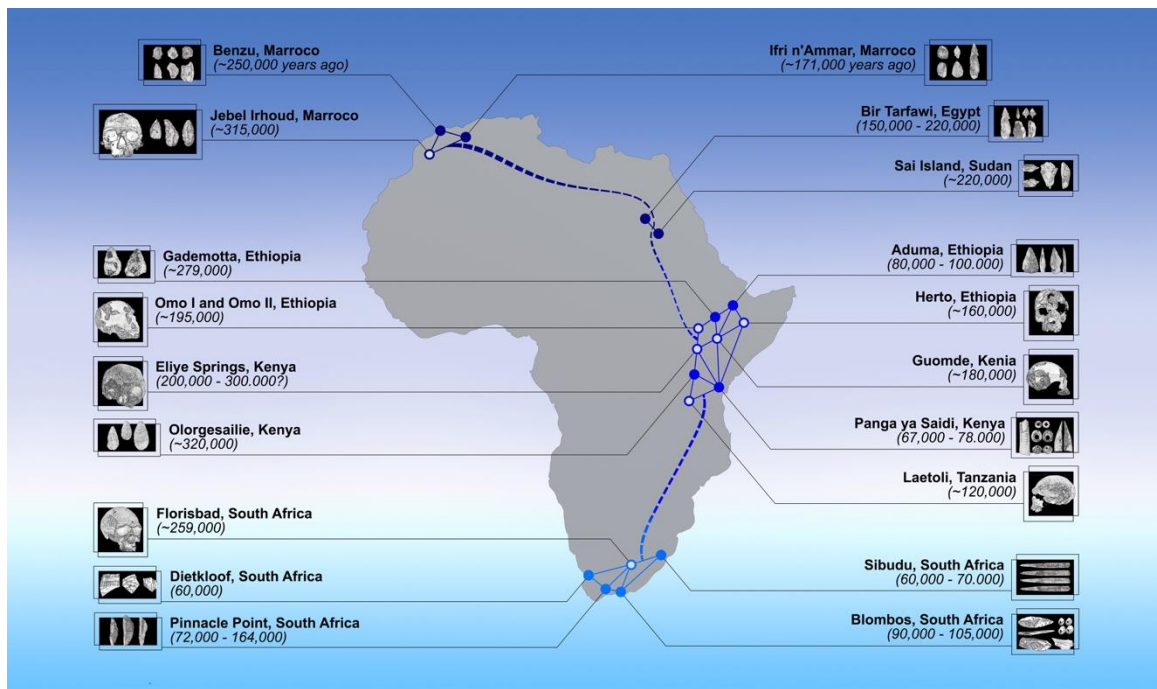 Benzu, Marroco
(~250,000 years ago)
Jebel Irhoud, Marroco
(~315,000)
Gademotta, Ethiopia
(~279,000)
Omo I and Omo II, Ethiopia
(~195,000)
Eliye Springs, Kenya
(200,000 - 300.000?)
Olorgesailie, Kenya
(~320,000)
Florisbad, South Africa
(~259,000)
Dietkloof, South Africa
(60,000)
Pinnacle Point, South Africa
(72,000 - 164,000)
Ifri n'Ammar, Marroco
(~171,000 years ago)
Bir Tarfawi, Egypt
(150,000 - 220,000)
Sai Island, Sudan
(~220,000)
Aduma, Ethiopia
(80,000 - 100.000)
Herto, Ethiopia
(~160,000)
Guomde, Kenia
(~180,000)
Panga ya Saidi, Kenya
(67,000 - 78.000)
Laetoli, Tanzania
(~120,000)
Sibudu, South Africa
(60,000 - 70.000)
Blombos, South Africa
(90,000 - 105,000)